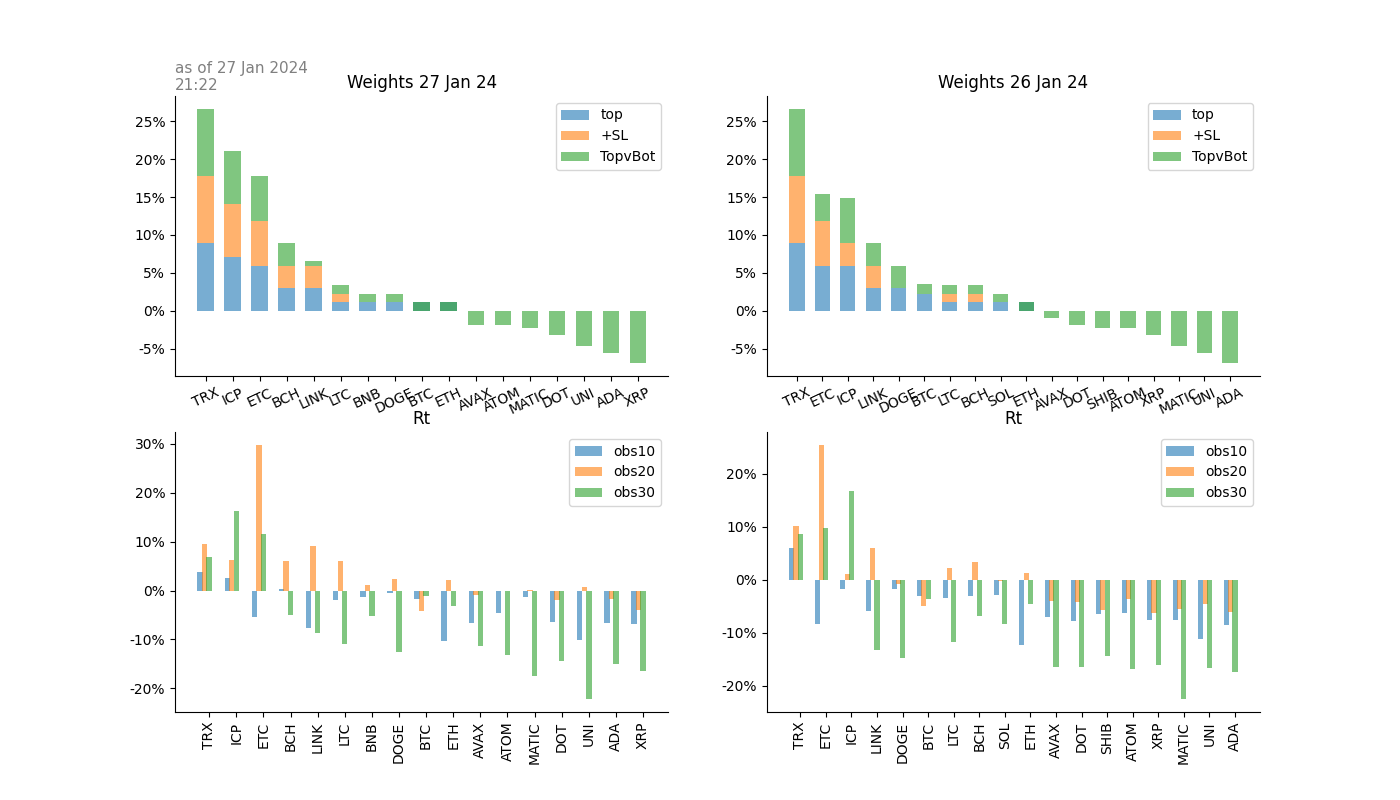 as of 27 Jan 2024
21:22
Weights 27 Jan 24
25%
20%
15%
10%
5%
0%
-5%
top
+SL
TopvBot
TRX ICP ETC BCH LINK LTC BNB DOGE BTC ETH AVAX ATOM MATIC DOT UNI ADA XRP
Weights 26 Jan 24
25%
20%
15%
10%
5%
0%
-5%
top
+SL
TopvBot
TRX ETC ICP LINK DOGE BTC LTC BCH SOL ETH AVAX DOT SHIB ATOM XRP MATIC UNI ADA
Rt
30%
20%
10%
0%
-10%
-20%
obs10
obs20
obs30
TRX ICP ETC BCH LINK LTC BNB DOGE BTC ETH AVAX ATOM MATIC DOT UNI ADA XRP
Rt
20%
10%
0%
-10%
-20%
obs10
obs20
obs30
TRX ETC ICP LINK DOGE BTC LTC BCH SOL ETH AVAX DOT SHIB ATOM XRP MATIC UNI ADA